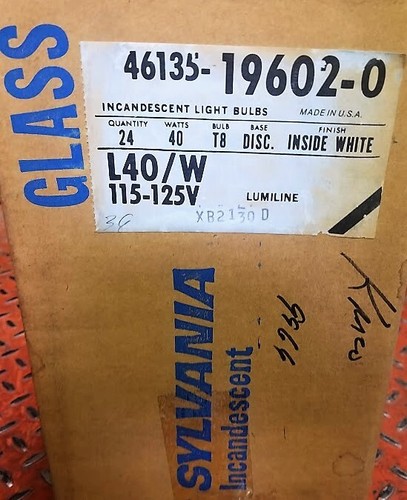 GLASS
46135-19602-0
INCANDESCENT LIGHT BULBS MADE IN U.S.A.
QUANTITY WATTS BULB BASE FINISH
24 40 T8 DISC. INSIDE WHITE
L40/W
115-125V LUMILINE
XB2130 D
SYLVANIA
Incandescent